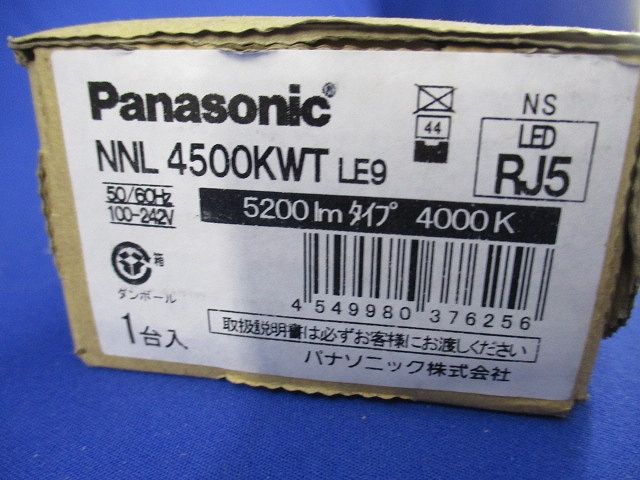 Panasonic®
NNL 4500KWT LE9
44
NS
LED
RJ5
50/60Hz
100-242V
5200 lm タイプ 4000 K
箱
ダンボール
4 549980 376256
1台入
取扱説明書は必ずお客様にお渡しください
パナソニック株式会社